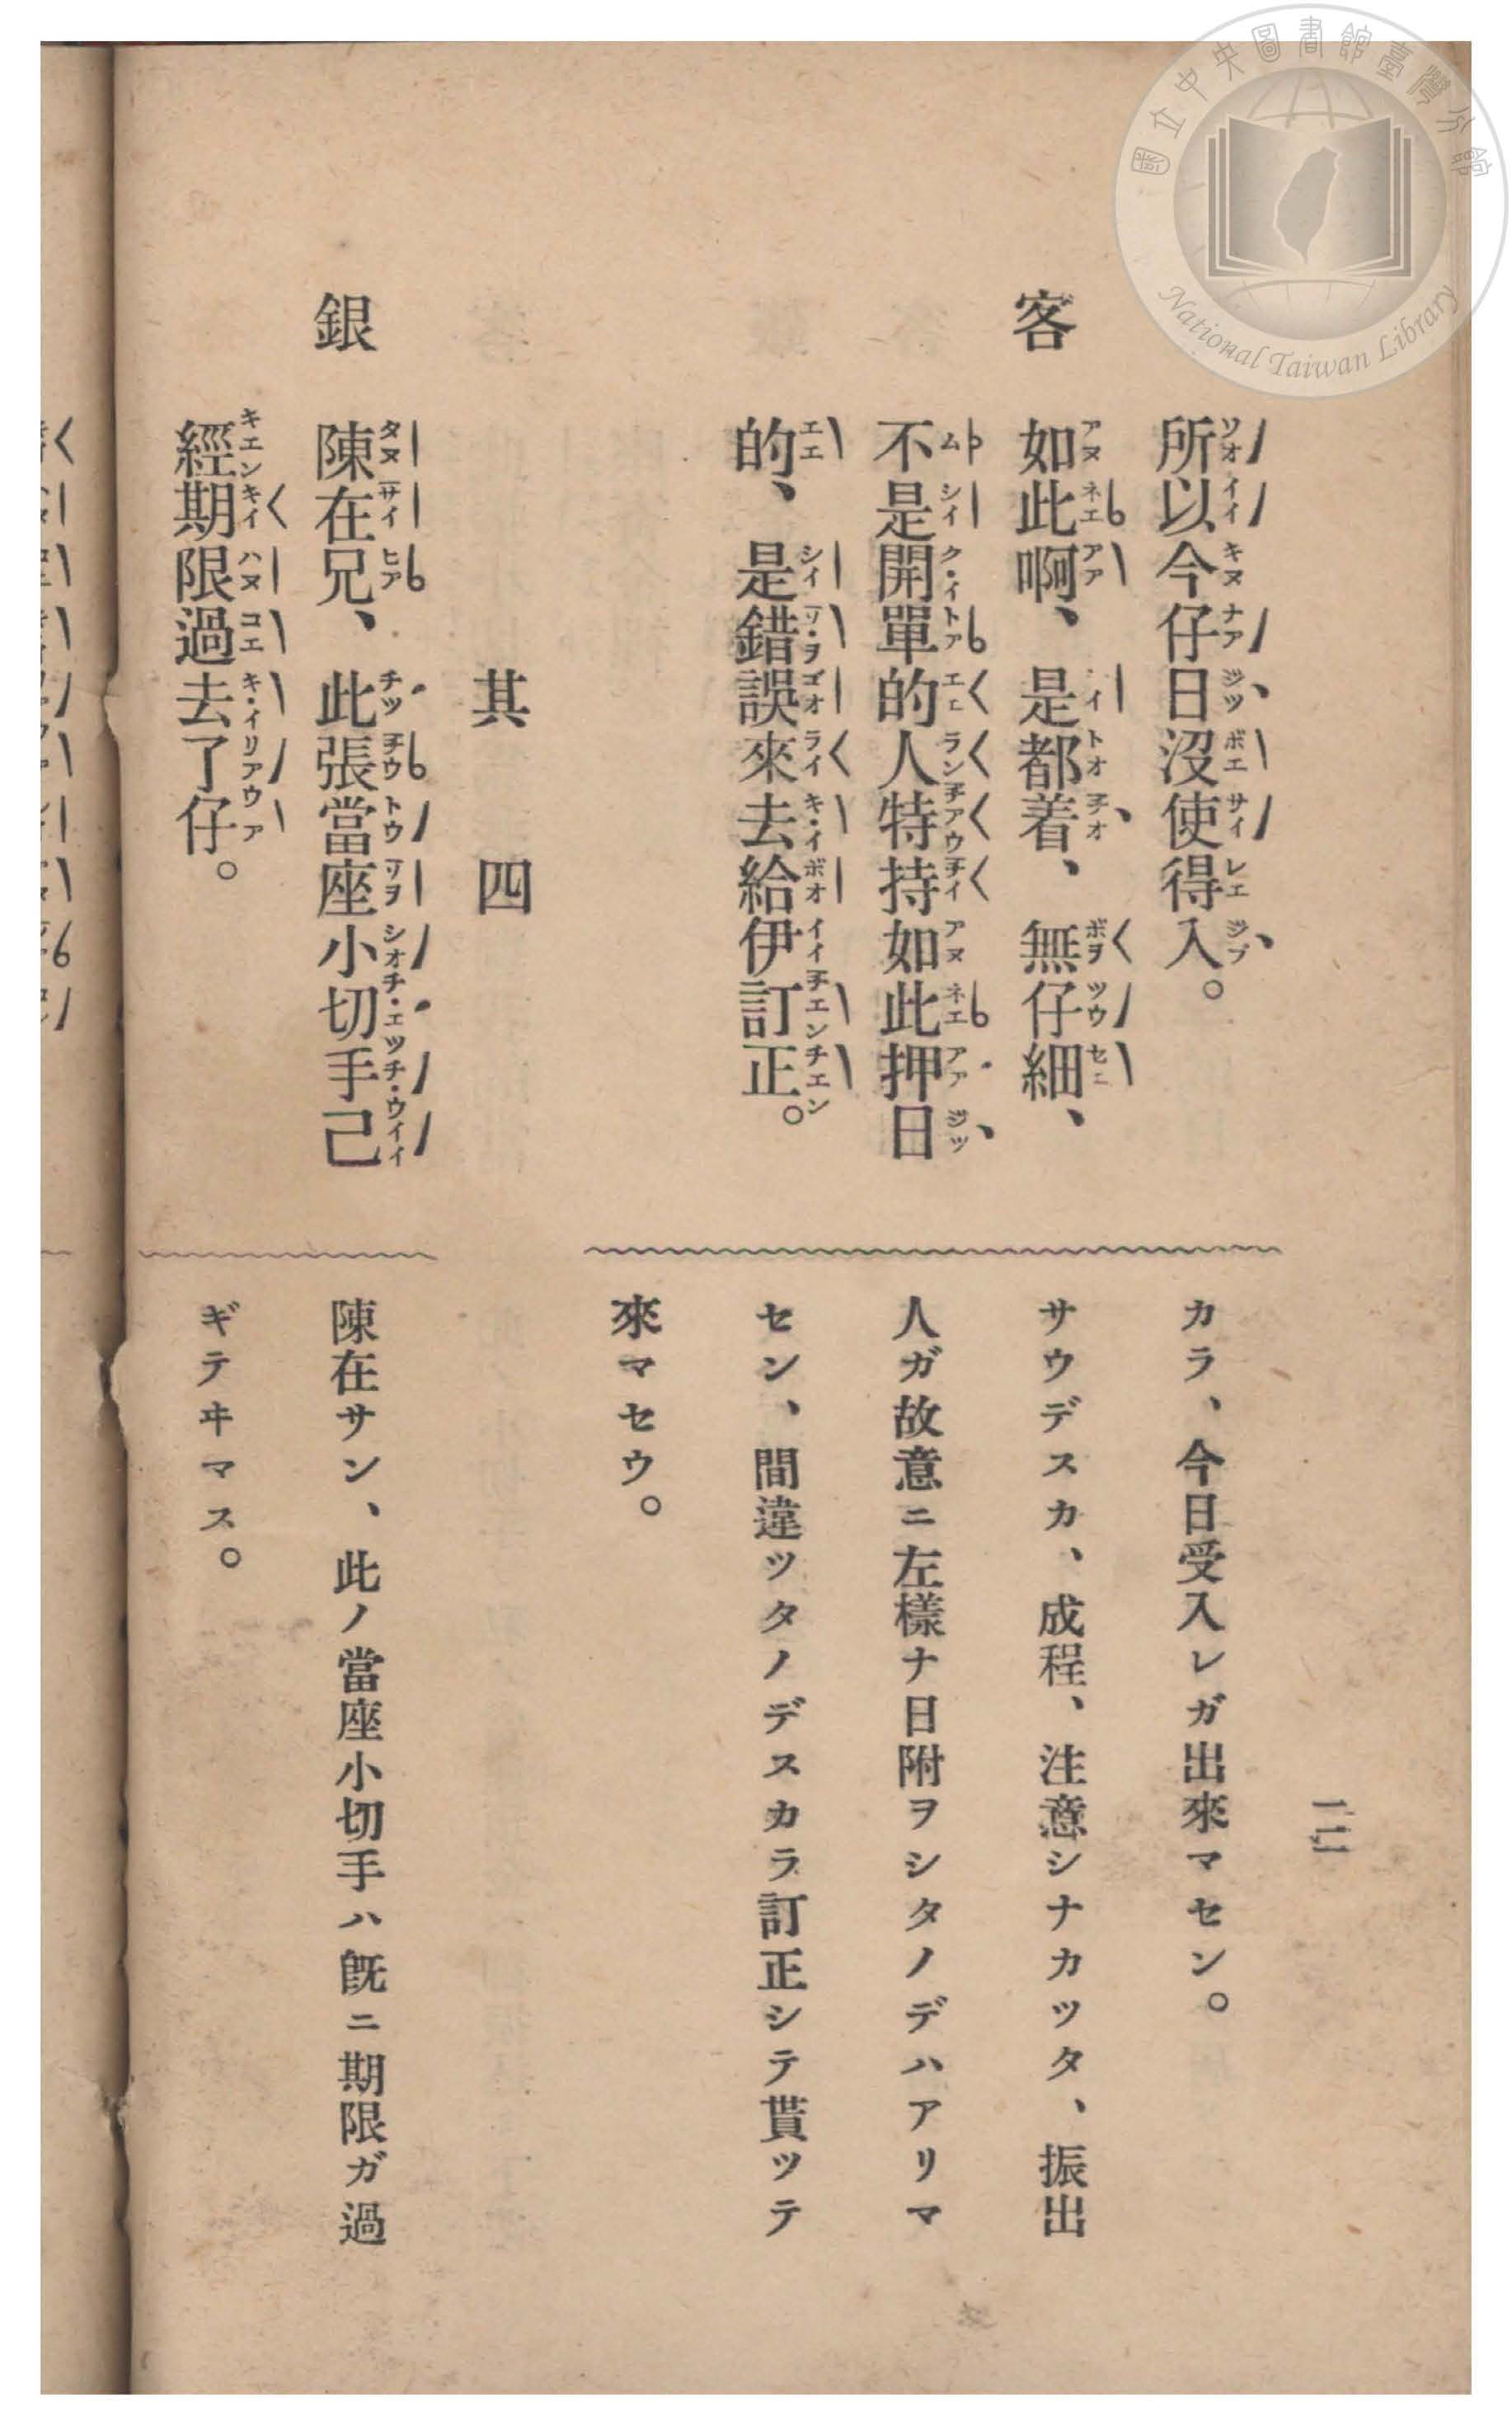 國立中央圖書館臺灣分館
National Taiwan Library
一二
所以今仔日沒使得入。
カラ、今日受入レガ出來マセン。
客
如此啊、是都着、無仔細、
サウデスカ、成程、注意シナカッタ、振出
不是開單的人特持如此押日
人ガ故意ニ左樣ナ日附ヲシタノデハアリマ
的、是錯誤來去給伊訂正。
セン、間違ッタノデスカラ訂正シテ貰ッテ
來マセウ。
其四
銀
陳在兄、此張當座小切手已
陳在サン、此ノ當座小切手ハ既ニ期限ガ過
經期限過去了仔。
ギテヰマス。